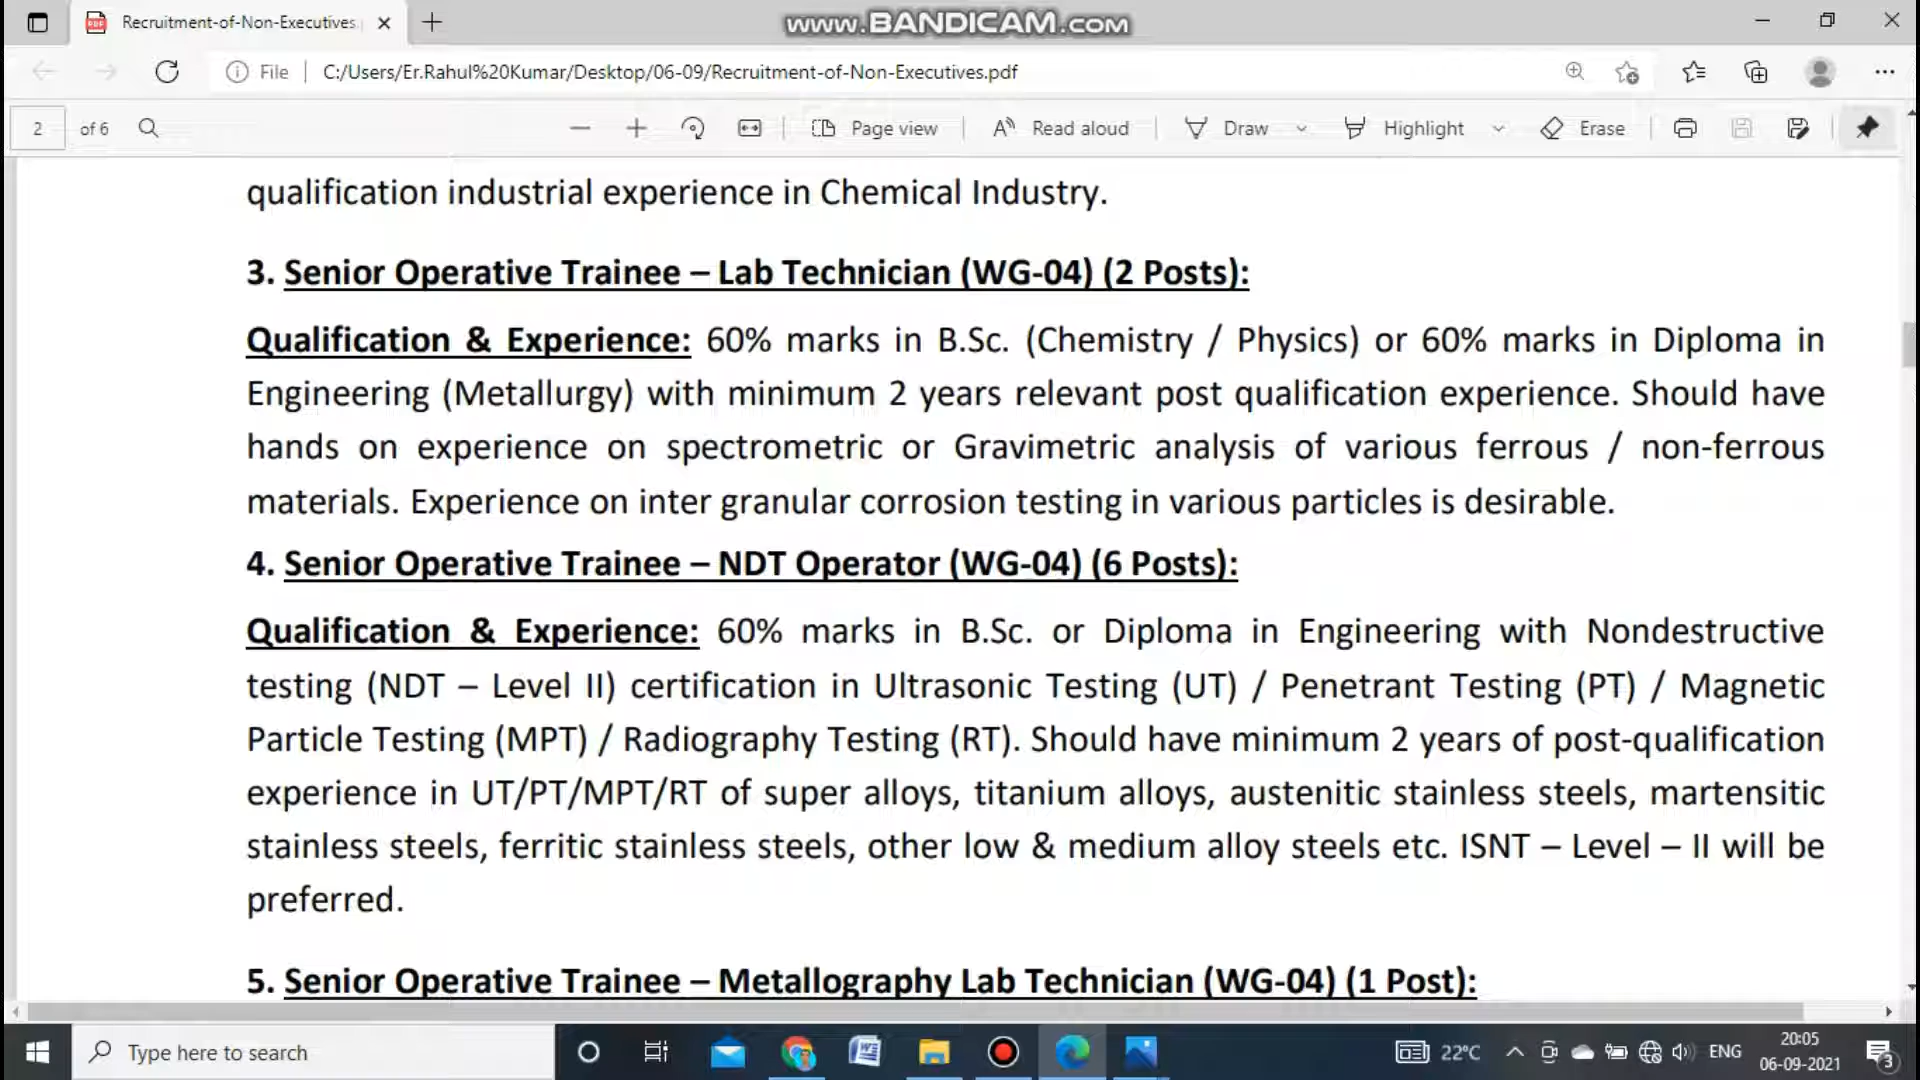 Recruitment-of-Non-Executives
www.BANDICAM.com
File
C:/Users/Er.Rahul%20Kumar/Desktop/06-09/Recruitment-of-Non-Executives.pdf
2 of 6
Page view
Read aloud
Draw
Highlight
Erase
qualification industrial experience in Chemical Industry.
3. Senior Operative Trainee – Lab Technician (WG-04) (2 Posts):
Qualification & Experience: 60% marks in B.Sc. (Chemistry / Physics) or 60% marks in Diploma in
Engineering (Metallurgy) with minimum 2 years relevant post qualification experience. Should have
hands on experience on spectrometric or Gravimetric analysis of various ferrous / non-ferrous
materials. Experience on inter granular corrosion testing in various particles is desirable.
4. Senior Operative Trainee – NDT Operator (WG-04) (6 Posts):
Qualification & Experience: 60% marks in B.Sc. or Diploma in Engineering with Nondestructive
testing (NDT – Level II) certification in Ultrasonic Testing (UT) / Penetrant Testing (PT) / Magnetic
Particle Testing (MPT) / Radiography Testing (RT). Should have minimum 2 years of post-qualification
experience in UT/PT/MPT/RT of super alloys, titanium alloys, austenitic stainless steels, martensitic
stainless steels, ferritic stainless steels, other low & medium alloy steels etc. ISNT – Level – II will be
preferred.
5. Senior Operative Trainee – Metallography Lab Technician (WG-04) (1 Post):
Type here to search
22°C
ENG
20:05
06-09-2021
3